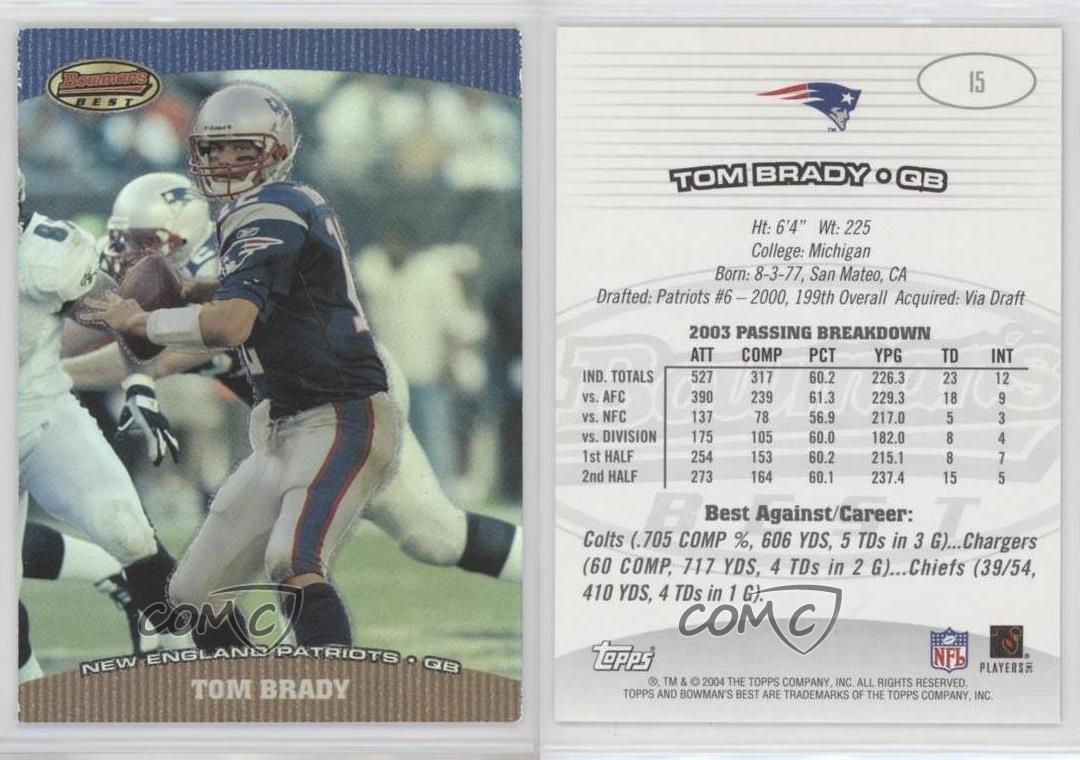 Bowman's
BEST
NEW ENGLAND PATRIOTS • QB
TOM BRADY
COMC
15
TOM BRADY • QB
Ht: 6'4" Wt: 225
College: Michigan
Born: 8-3-77, San Mateo, CA
Drafted: Patriots #6 – 2000, 199th Overall Acquired: Via Draft
2003 PASSING BREAKDOWN
ATT COMP PCT YPG TD INT
IND. TOTALS 527 317 60.2 226.3 23 12
vs. AFC 390 239 61.3 229.3 18 9
vs. NFC 137 78 56.9 217.0 5 3
vs. DIVISION 175 105 60.0 182.0 8 4
1st HALF 254 153 60.2 215.1 8 7
2nd HALF 273 164 60.1 237.4 15 5
Bowman's
BEST
Best Against/Career:
Colts (.705 COMP %, 606 YDS, 5 TDs in 3 G)...Chargers
(60 COMP, 717 YDS, 4 TDs in 2 G)...Chiefs (39/54,
410 YDS, 4 TDs in 1 G).
COMC
Topps®
NFL
PLAYERS INC
®, TM & © 2004 THE TOPPS COMPANY, INC. ALL RIGHTS RESERVED.
TOPPS AND BOWMAN'S BEST ARE TRADEMARKS OF THE TOPPS COMPANY, INC.